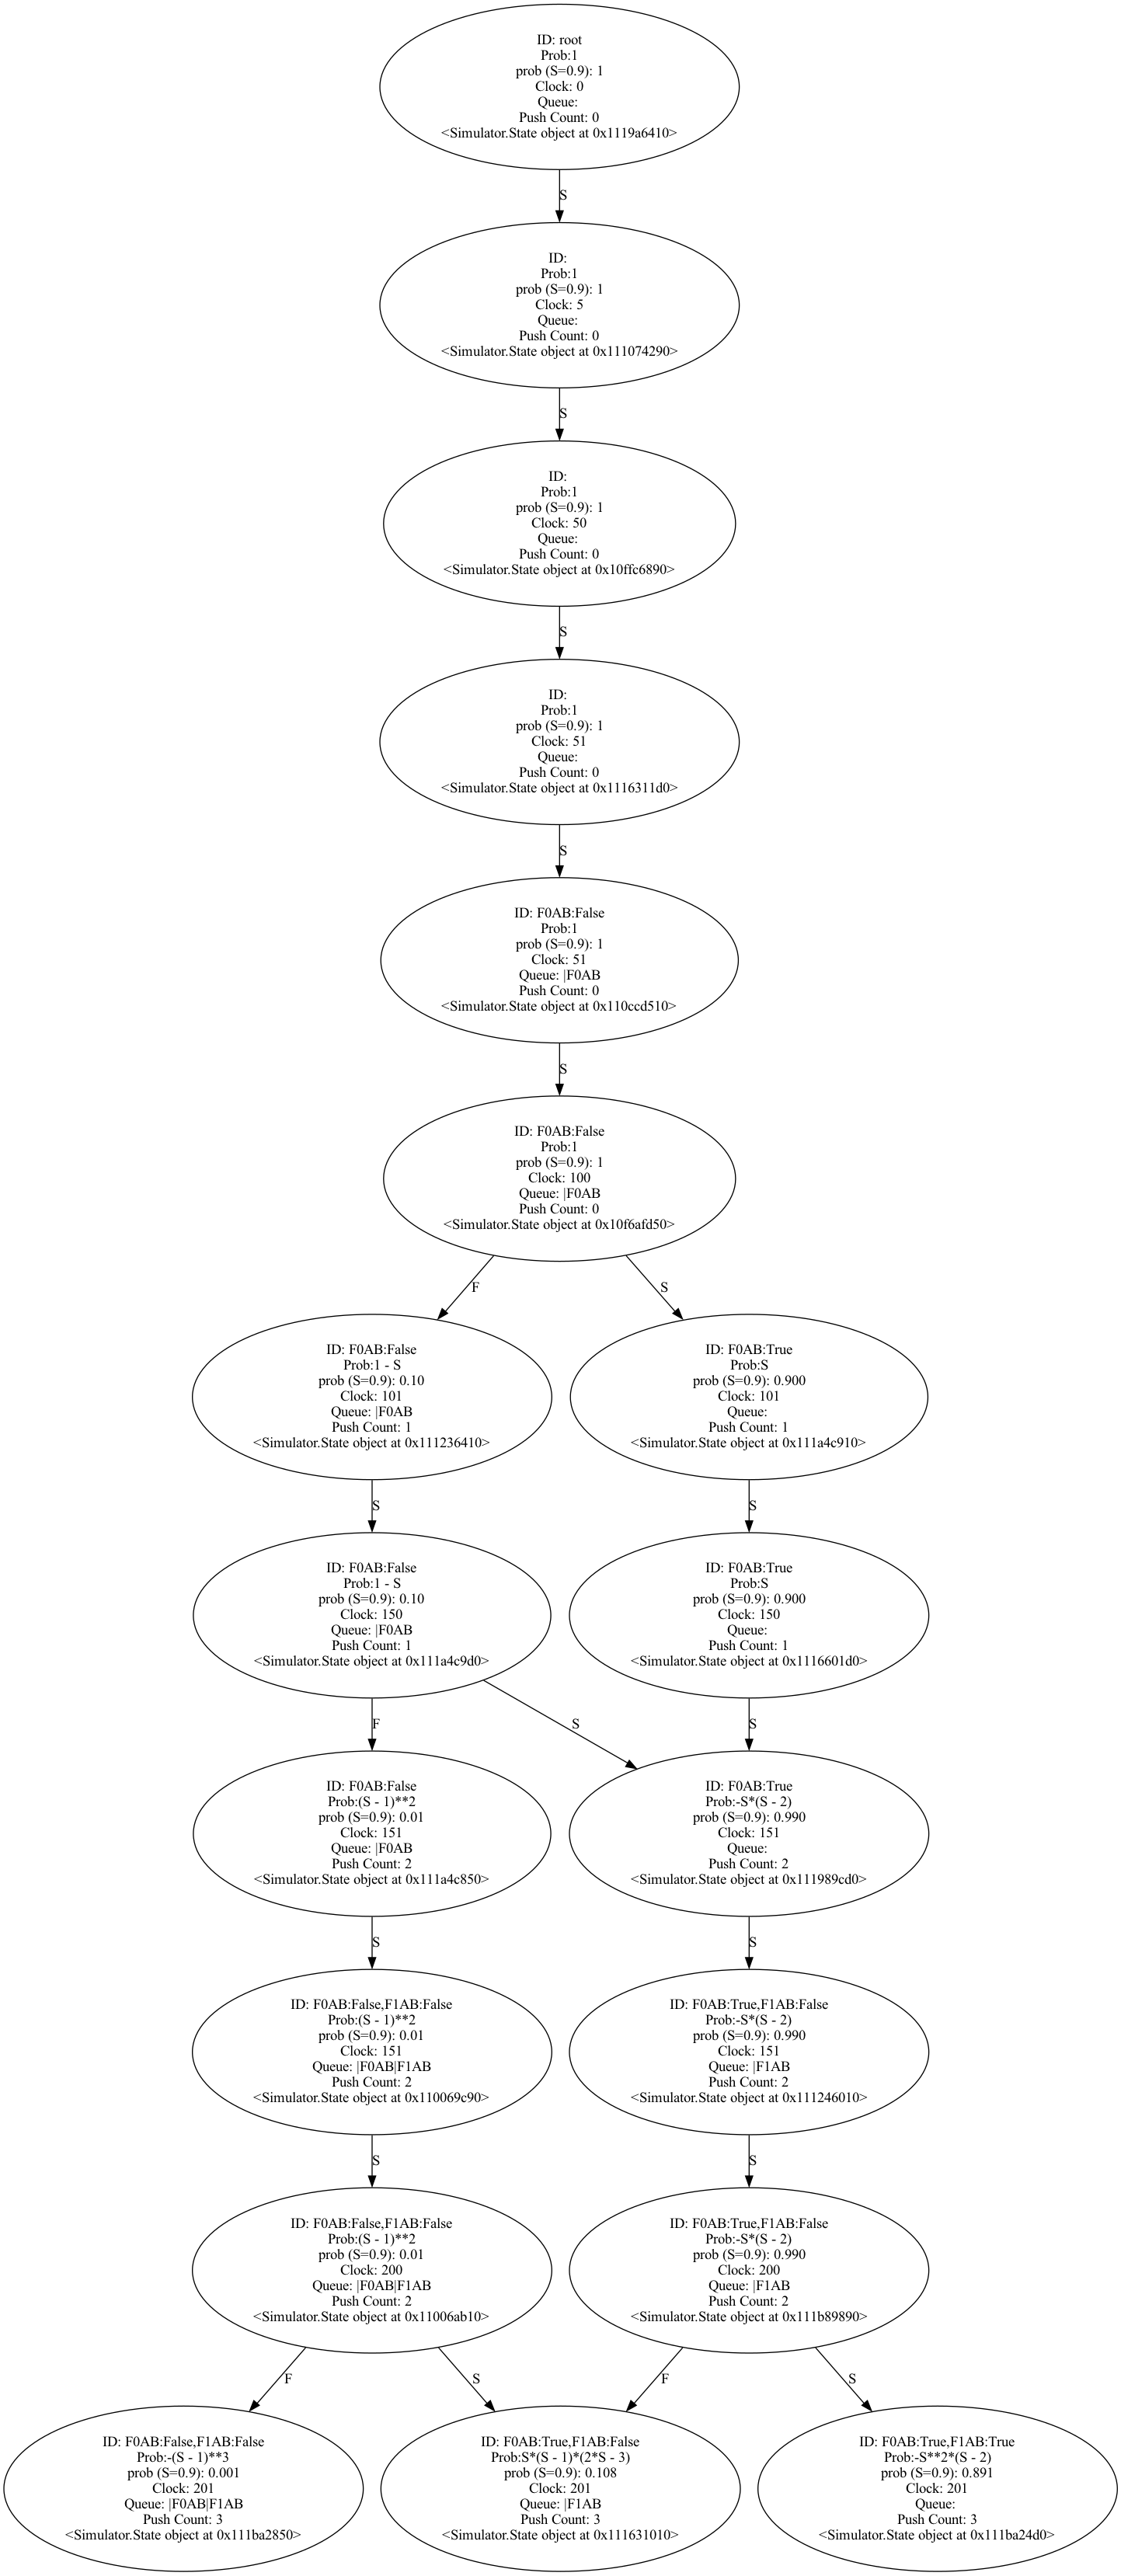 ID: root
Prob:1
prob (S=0.9): 1
Clock: 0
Queue:
Push Count: 0
<Simulator.State object at 0x1119a6410>
S
ID:
Prob:1
prob (S=0.9): 1
Clock: 5
Queue:
Push Count: 0
<Simulator.State object at 0x111074290>
S
ID:
Prob:1
prob (S=0.9): 1
Clock: 50
Queue:
Push Count: 0
<Simulator.State object at 0x10ffc6890>
S
ID:
Prob:1
prob (S=0.9): 1
Clock: 51
Queue:
Push Count: 0
<Simulator.State object at 0x1116311d0>
S
ID: F0AB:False
Prob:1
prob (S=0.9): 1
Clock: 51
Queue: |F0AB
Push Count: 0
<Simulator.State object at 0x110ccd510>
S
ID: F0AB:False
Prob:1
prob (S=0.9): 1
Clock: 100
Queue: |F0AB
Push Count: 0
<Simulator.State object at 0x10f6afd50>
F
S
ID: F0AB:False
Prob:1 - S
prob (S=0.9): 0.10
Clock: 101
Queue: |F0AB
Push Count: 1
<Simulator.State object at 0x111236410>
ID: F0AB:True
Prob:S
prob (S=0.9): 0.900
Clock: 101
Queue:
Push Count: 1
<Simulator.State object at 0x111a4c910>
S
S
ID: F0AB:False
Prob:1 - S
prob (S=0.9): 0.10
Clock: 150
Queue: |F0AB
Push Count: 1
<Simulator.State object at 0x111a4c9d0>
ID: F0AB:True
Prob:S
prob (S=0.9): 0.900
Clock: 150
Queue:
Push Count: 1
<Simulator.State object at 0x1116601d0>
F
S
S
ID: F0AB:False
Prob:(S - 1)**2
prob (S=0.9): 0.01
Clock: 151
Queue: |F0AB
Push Count: 2
<Simulator.State object at 0x111a4c850>
ID: F0AB:True
Prob:-S*(S - 2)
prob (S=0.9): 0.990
Clock: 151
Queue:
Push Count: 2
<Simulator.State object at 0x111989cd0>
S
S
ID: F0AB:False,F1AB:False
Prob:(S - 1)**2
prob (S=0.9): 0.01
Clock: 151
Queue: |F0AB|F1AB
Push Count: 2
<Simulator.State object at 0x110069c90>
ID: F0AB:True,F1AB:False
Prob:-S*(S - 2)
prob (S=0.9): 0.990
Clock: 151
Queue: |F1AB
Push Count: 2
<Simulator.State object at 0x111246010>
S
S
ID: F0AB:False,F1AB:False
Prob:(S - 1)**2
prob (S=0.9): 0.01
Clock: 200
Queue: |F0AB|F1AB
Push Count: 2
<Simulator.State object at 0x11006ab10>
ID: F0AB:True,F1AB:False
Prob:-S*(S - 2)
prob (S=0.9): 0.990
Clock: 200
Queue: |F1AB
Push Count: 2
<Simulator.State object at 0x111b89890>
F
S
F
S
ID: F0AB:False,F1AB:False
Prob:-(S - 1)**3
prob (S=0.9): 0.001
Clock: 201
Queue: |F0AB|F1AB
Push Count: 3
<Simulator.State object at 0x111ba2850>
ID: F0AB:True,F1AB:False
Prob:S*(S - 1)*(2*S - 3)
prob (S=0.9): 0.108
Clock: 201
Queue: |F1AB
Push Count: 3
<Simulator.State object at 0x111631010>
ID: F0AB:True,F1AB:True
Prob:-S**2*(S - 2)
prob (S=0.9): 0.891
Clock: 201
Queue:
Push Count: 3
<Simulator.State object at 0x111ba24d0>